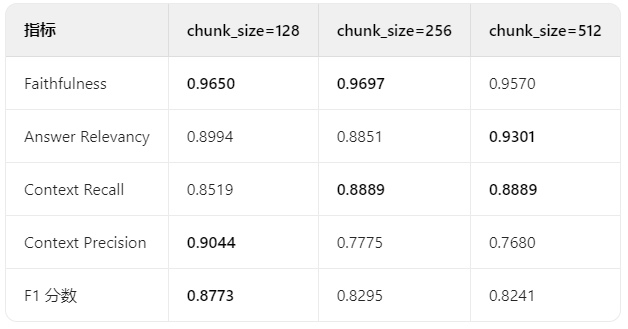 指标 chunk_size=128 chunk_size=256 chunk_size=512
Faithfulness 0.9650 0.9697 0.9570
Answer Relevancy 0.8994 0.8851 0.9301
Context Recall 0.8519 0.8889 0.8889
Context Precision 0.9044 0.7775 0.7680
F1 分数 0.8773 0.8295 0.8241